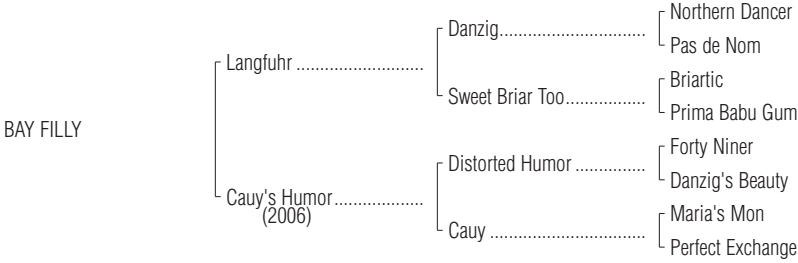 Northern Dancer
Danzig..............................
Pas de Nom
Langfuhr ..........................
Briartic
Sweet Briar Too................
Prima Babu Gum
BAY FILLY
Forty Niner
Distorted Humor ..............
Danzig's Beauty
Cauy's Humor..................
(2006)
Maria's Mon
Cauy ................................
Perfect Exchange